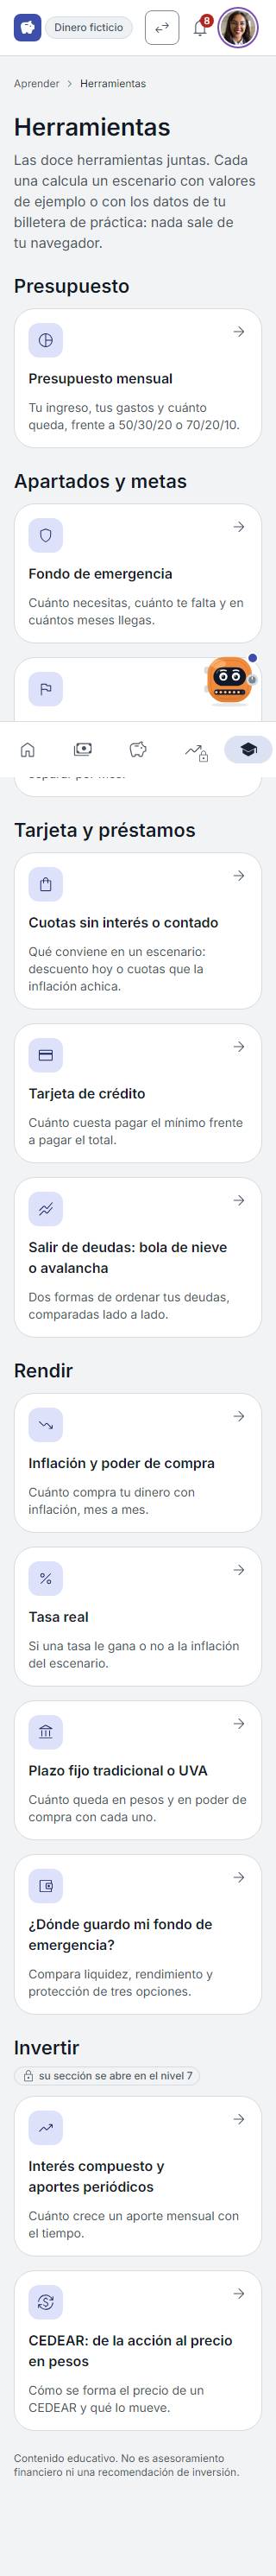 Dinero ficticio
8
Aprender > Herramientas
Herramientas
Las doce herramientas juntas. Cada
una calcula un escenario con valores
de ejemplo o con los datos de tu
billetera de práctica: nada sale de
tu navegador.
Presupuesto
Presupuesto mensual
Tu ingreso, tus gastos y cuánto
queda, frente a 50/30/20 o 70/20/10.
Apartados y metas
Fondo de emergencia
Cuánto necesitas, cuánto te falta y en
cuántos meses llegas.
Tarjeta y préstamos
Cuotas sin interés o contado
Qué conviene en un escenario:
descuento hoy o cuotas que la
inflación achica.
Tarjeta de crédito
Cuánto cuesta pagar el mínimo frente
a pagar el total.
Salir de deudas: bola de nieve
o avalancha
Dos formas de ordenar tus deudas,
comparadas lado a lado.
Rendir
Inflación y poder de compra
Cuánto compra tu dinero con
inflación, mes a mes.
Tasa real
Si una tasa le gana o no a la inflación
del escenario.
Plazo fijo tradicional o UVA
Cuánto queda en pesos y en poder de
compra con cada uno.
¿Dónde guardo mi fondo de
emergencia?
Compara liquidez, rendimiento y
protección de tres opciones.
Invertir
su sección se abre en el nivel 7
Interés compuesto y
aportes periódicos
Cuánto crece un aporte mensual con
el tiempo.
CEDEAR: de la acción al precio
en pesos
Cómo se forma el precio de un
CEDEAR y qué lo mueve.
Contenido educativo. No es asesoramiento
financiero ni una recomendación de inversión.